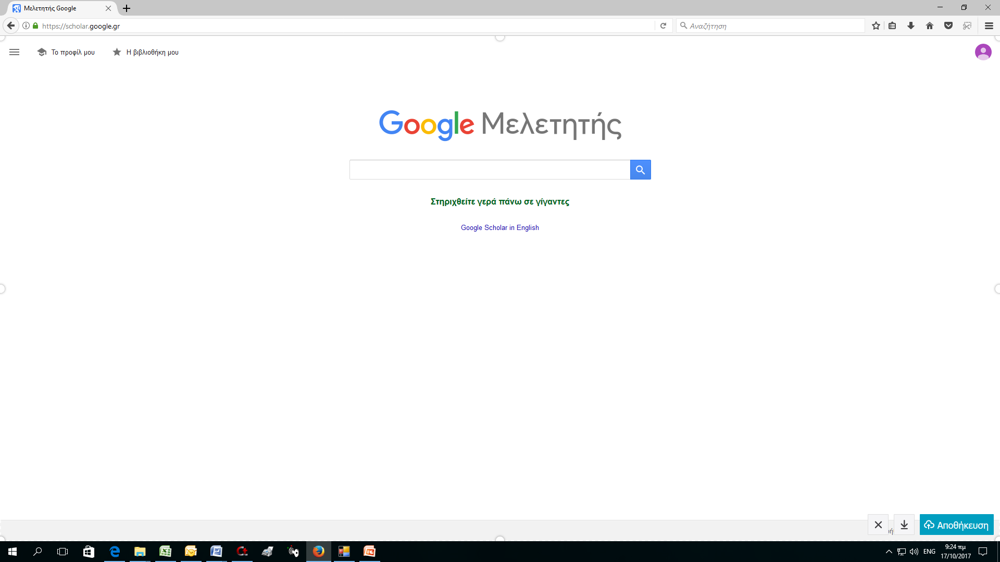 Μελετητής Google
https://scholar.google.gr
Αναζήτηση
Το προφίλ μου
Η βιβλιοθήκη μου
Google Μελετητής
Στηριχθείτε γερά πάνω σε γίγαντες
Google Scholar in English
Αποθήκευση
ENG
9:24 πμ
17/10/2017